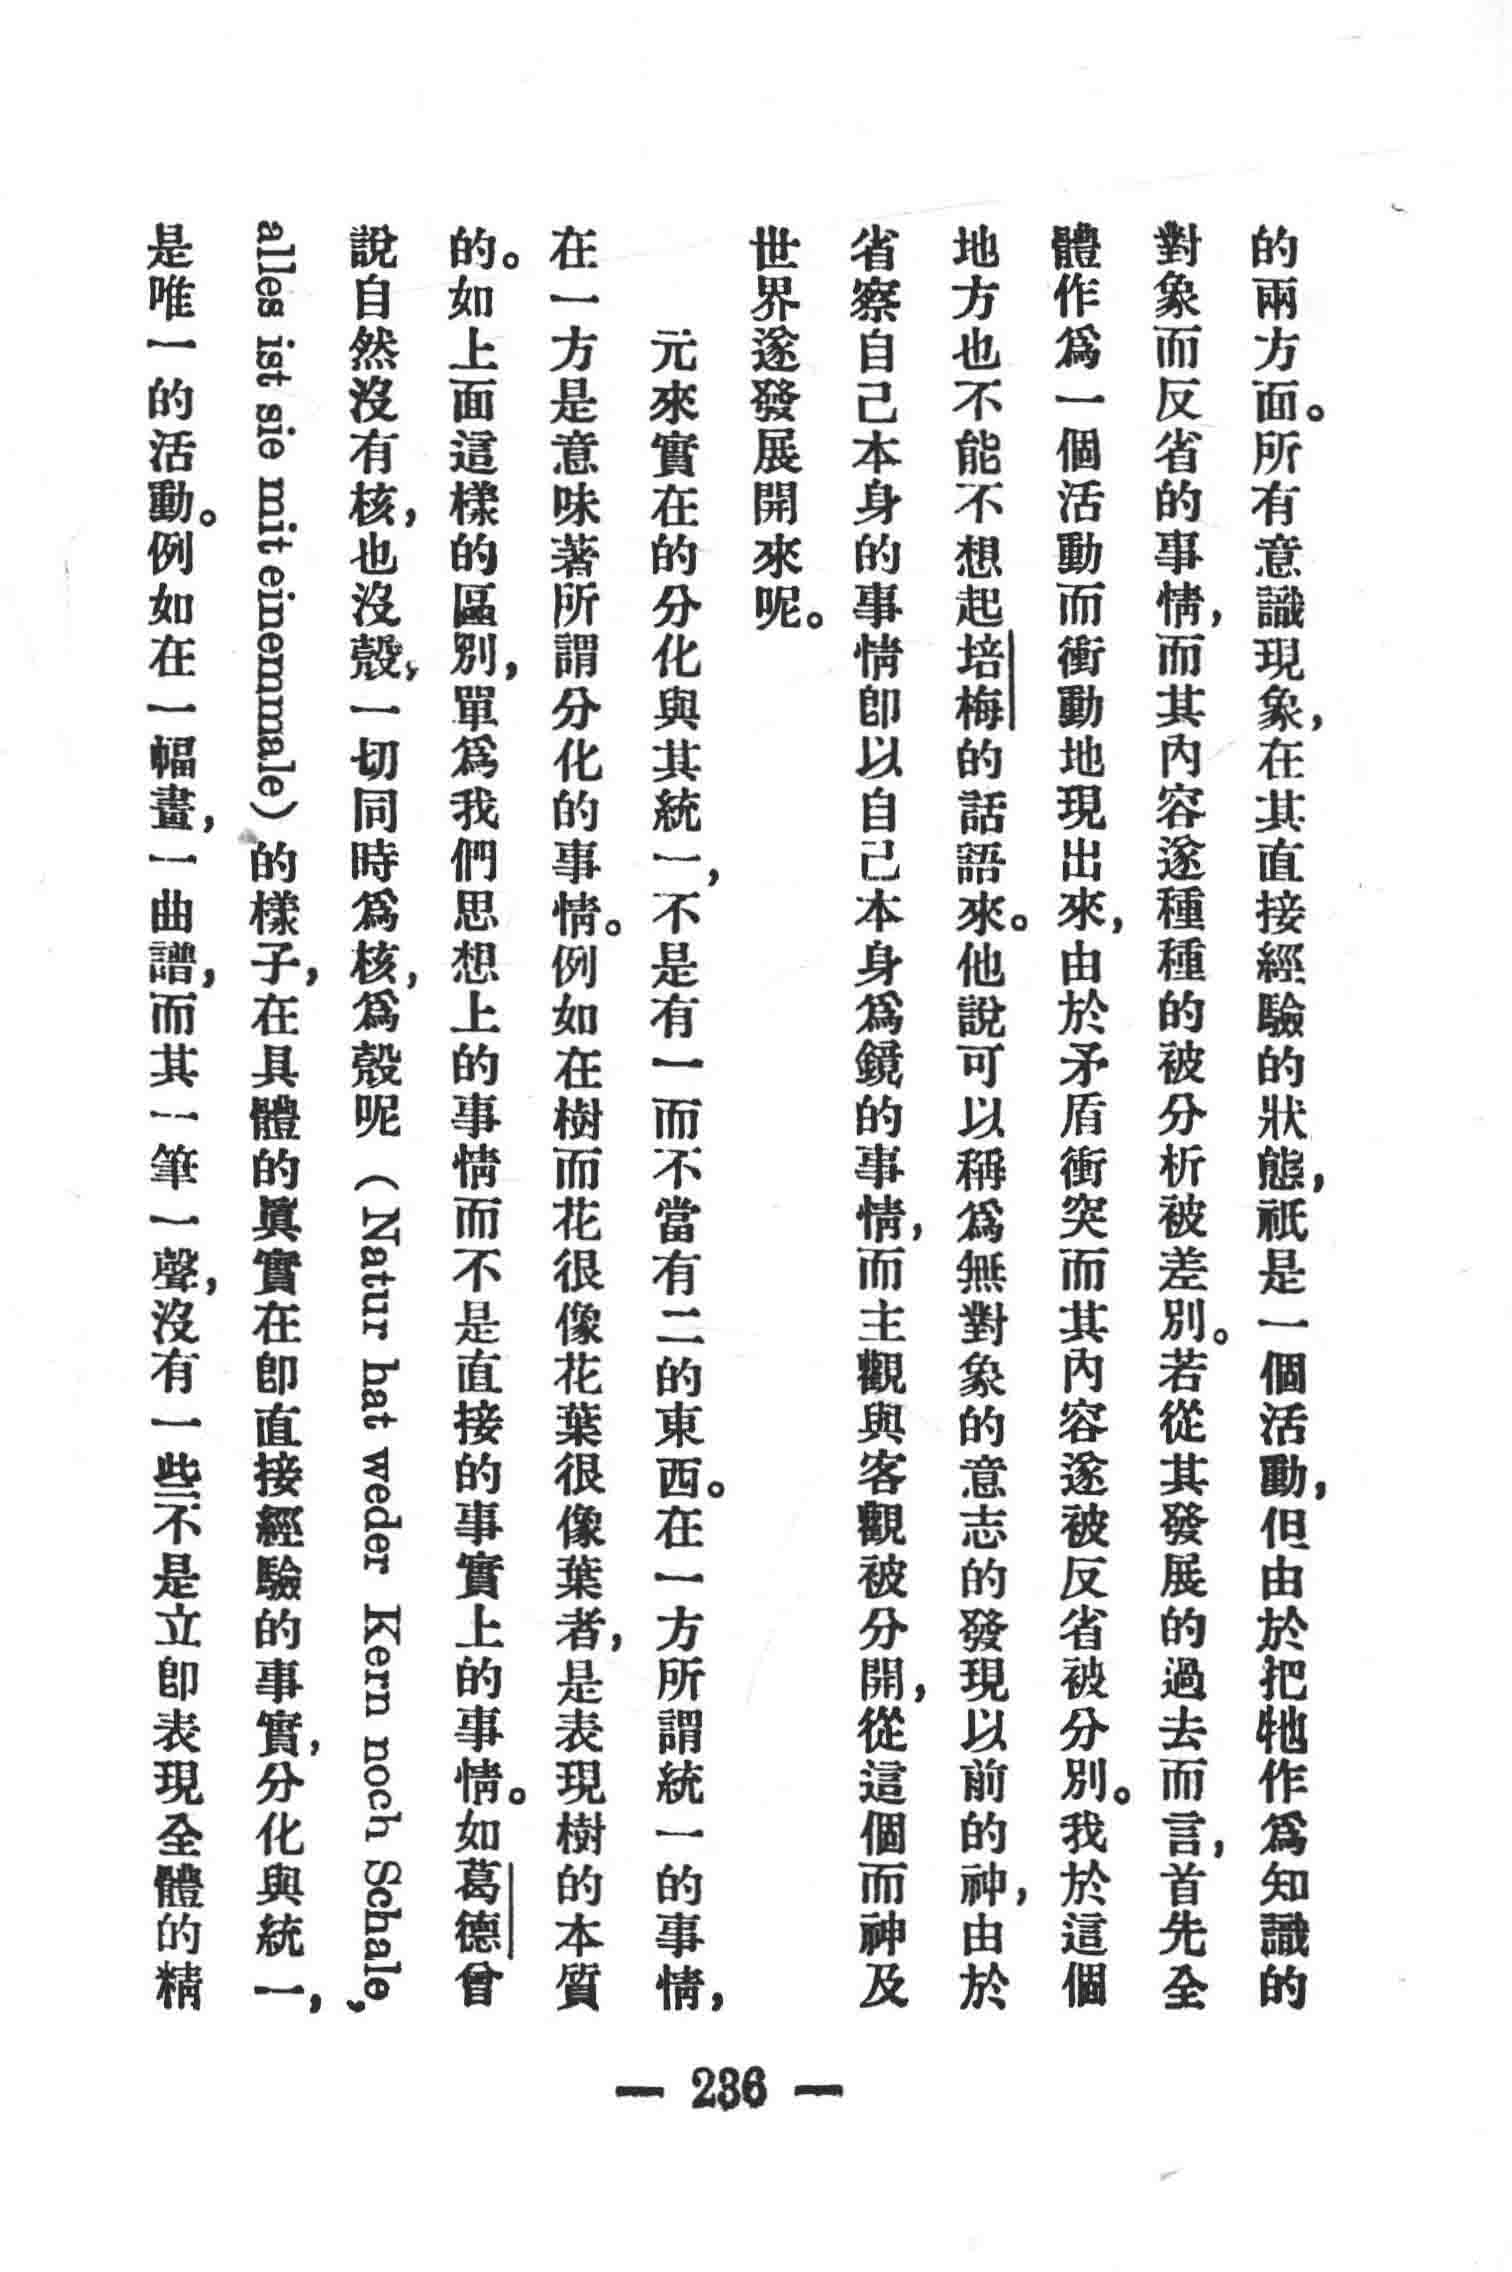 的兩方面。所有意識現象，在其直接經驗的狀態，祇是一個活動，但由於把牠作爲知識的
對象而反省的事情，而其內容遂種種的被分析被差別。若從其發展的過去而言，首先全
體作爲一個活動而衝動地現出來，由於矛盾衝突而其內容遂被反省被分別。我於這個
地方也不能不想起培梅的話語來。他說可以稱爲無對象的意志的發現以前的神，由於
省察自己本身的事情卽以自己本身爲鏡的事情，而主觀與客觀被分開，從這個而神及
世界遂發展開來呢。
元來實在的分化與其統一，不是有一而不當有二的東西。在一方所謂統一的事情，
在一方是意味著所謂分化的事情。例如在樹而花很像花葉很像葉者，是表現樹的本質
的。如上面這樣的區別，單爲我們思想上的事情而不是直接的事實上的事情。如葛德曾
說自然沒有核，也沒殼，一切同時爲核，爲殼呢（Natur hat weder Kern noch Schale,
alles ist sie mit einemmale）的樣子，在具體的眞實在卽直接經驗的事實，分化與統一，
是唯一的活動。例如在一幅畫，一曲譜，而其一筆一聲，沒有一些不是立卽表現全體的精
— 236 —